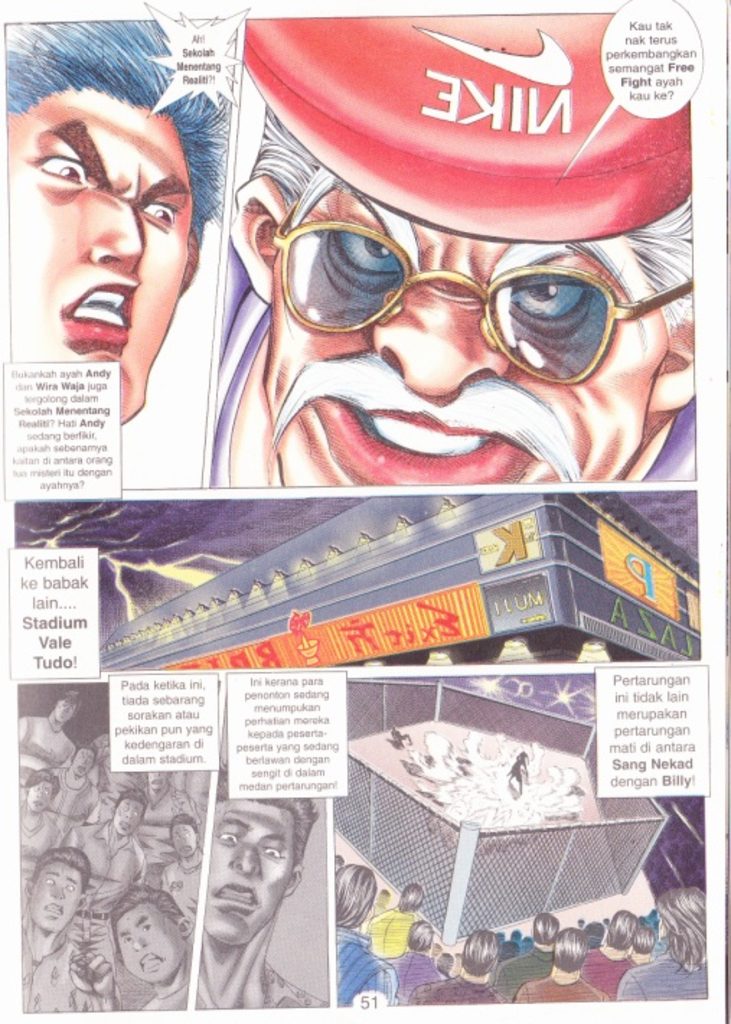 Ah!
Sekolah
Menentang
Realiti?!
Kau tak
nak terus
perkembangkan
semangat Free
Fight ayah
kau ke?
NIKE
Bukankah ayah Andy
dan Wira Waja juga
tergolong dalam
Sekolah Menentang
Realiti? Hati Andy
sedang berfikir,
apakah sebenarnya
kaitan di antara orang
tua misteri itu dengan
ayahnya?
Kembali
ke babak
lain....
Stadium
Vale
Tudo!
K
P
Pada ketika ini,
tiada sebarang
sorakan atau
pekikan pun yang
kedengaran di
dalam stadium.
Ini kerana para
penonton sedang
menumpukan
perhatian mereka
kepada peserta-
peserta yang sedang
berlawan dengan
sengit di dalam
medan pertarungan!
Pertarungan
ini tidak lain
merupakan
pertarungan
mati di antara
Sang Nekad
dengan Billy!
51